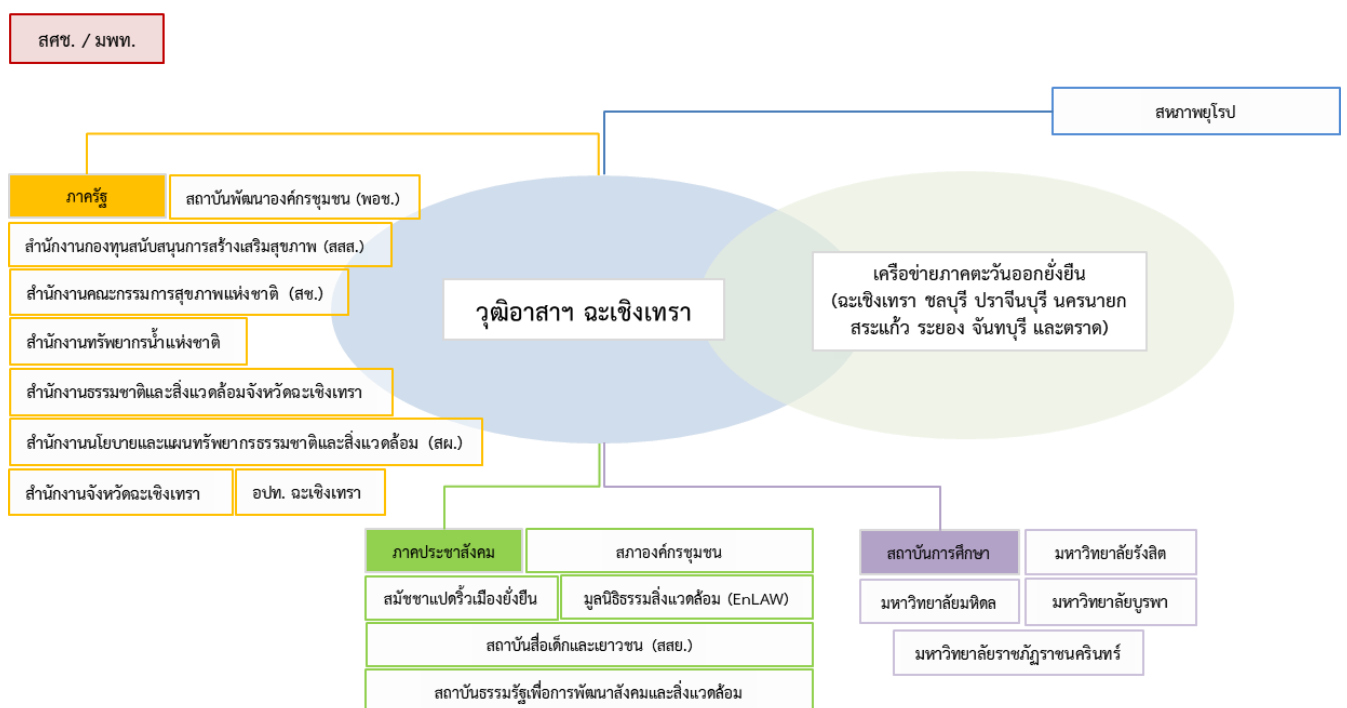 สศช. / มพท.
สหภาพยุโรป
ภาครัฐ
สถาบันพัฒนาองค์กรชุมชน (พอช.)
สำนักงานกองทุนสนับสนุนการสร้างเสริมสุขภาพ (สสส.)
สำนักงานคณะกรรมการสุขภาพแห่งชาติ (สช.)
สำนักงานทรัพยากรน้ำแห่งชาติ
สำนักงานธรรมชาติและสิ่งแวดล้อมจังหวัดฉะเชิงเทรา
สำนักงานนโยบายและแผนทรัพยากรธรรมชาติและสิ่งแวดล้อม (สผ.)
สำนักงานจังหวัดฉะเชิงเทรา
อปท. ฉะเชิงเทรา
วุฒิอาสาฯ ฉะเชิงเทรา
เครือข่ายภาคตะวันออกยั่งยืน
(ฉะเชิงเทรา ชลบุรี ปราจีนบุรี นครนายก
สระแก้ว ระยอง จันทบุรี และตราด)
ภาคประชาสังคม
สภาองค์กรชุมชน
สมัชชาแปดริ้วเมืองยั่งยืน
มูลนิธิธรรมสิ่งแวดล้อม (EnLAW)
สถาบันสื่อเด็กและเยาวชน (สสย.)
สถาบันธรรมรัฐเพื่อการพัฒนาสังคมและสิ่งแวดล้อม
สถาบันการศึกษา
มหาวิทยาลัยรังสิต
มหาวิทยาลัยมหิดล
มหาวิทยาลัยบูรพา
มหาวิทยาลัยราชภัฏราชนครินทร์